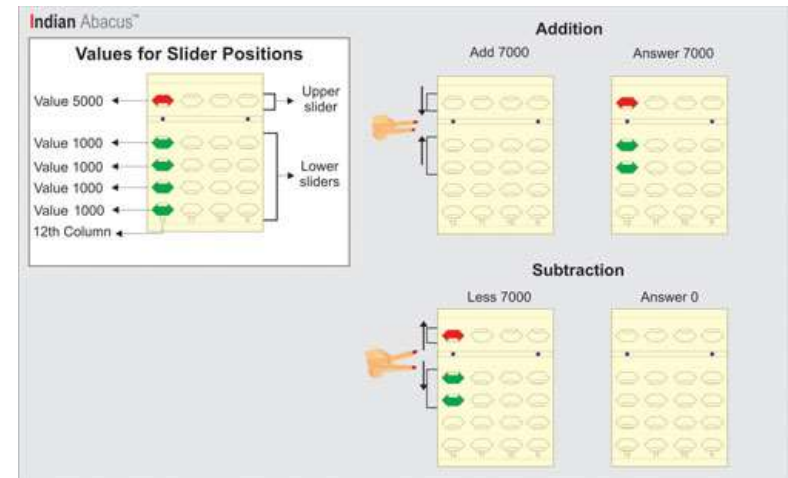 Indian Abacus™
Values for Slider Positions
Value 5000
Upper
slider
Value 1000
Value 1000
Value 1000
Value 1000
Lower
sliders
12th Column
Addition
Add 7000
Answer 7000
Subtraction
Less 7000
Answer 0